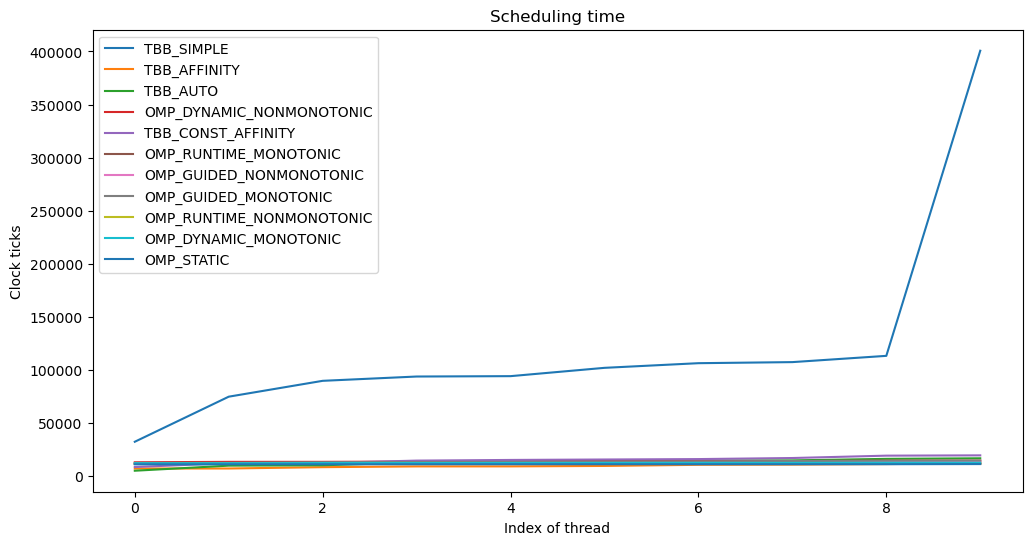 Scheduling time
400000
350000
300000
250000
200000
150000
100000
50000
0
Clock ticks
TBB_SIMPLE
TBB_AFFINITY
TBB_AUTO
OMP_DYNAMIC_NONMONOTONIC
TBB_CONST_AFFINITY
OMP_RUNTIME_MONOTONIC
OMP_GUIDED_NONMONOTONIC
OMP_GUIDED_MONOTONIC
OMP_RUNTIME_NONMONOTONIC
OMP_DYNAMIC_MONOTONIC
OMP_STATIC
0 2 4 6 8
Index of thread